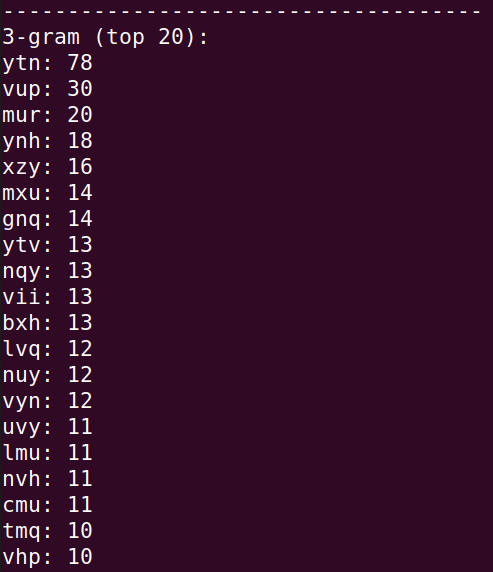 -------------------------------------
3-gram (top 20):
ytn: 78
vup: 30
mur: 20
ynh: 18
xzy: 16
mxu: 14
gnq: 14
ytv: 13
nqy: 13
vii: 13
bxh: 13
lvq: 12
nuy: 12
vyn: 12
uvy: 11
lmu: 11
nvh: 11
cmu: 11
tmq: 10
vhp: 10